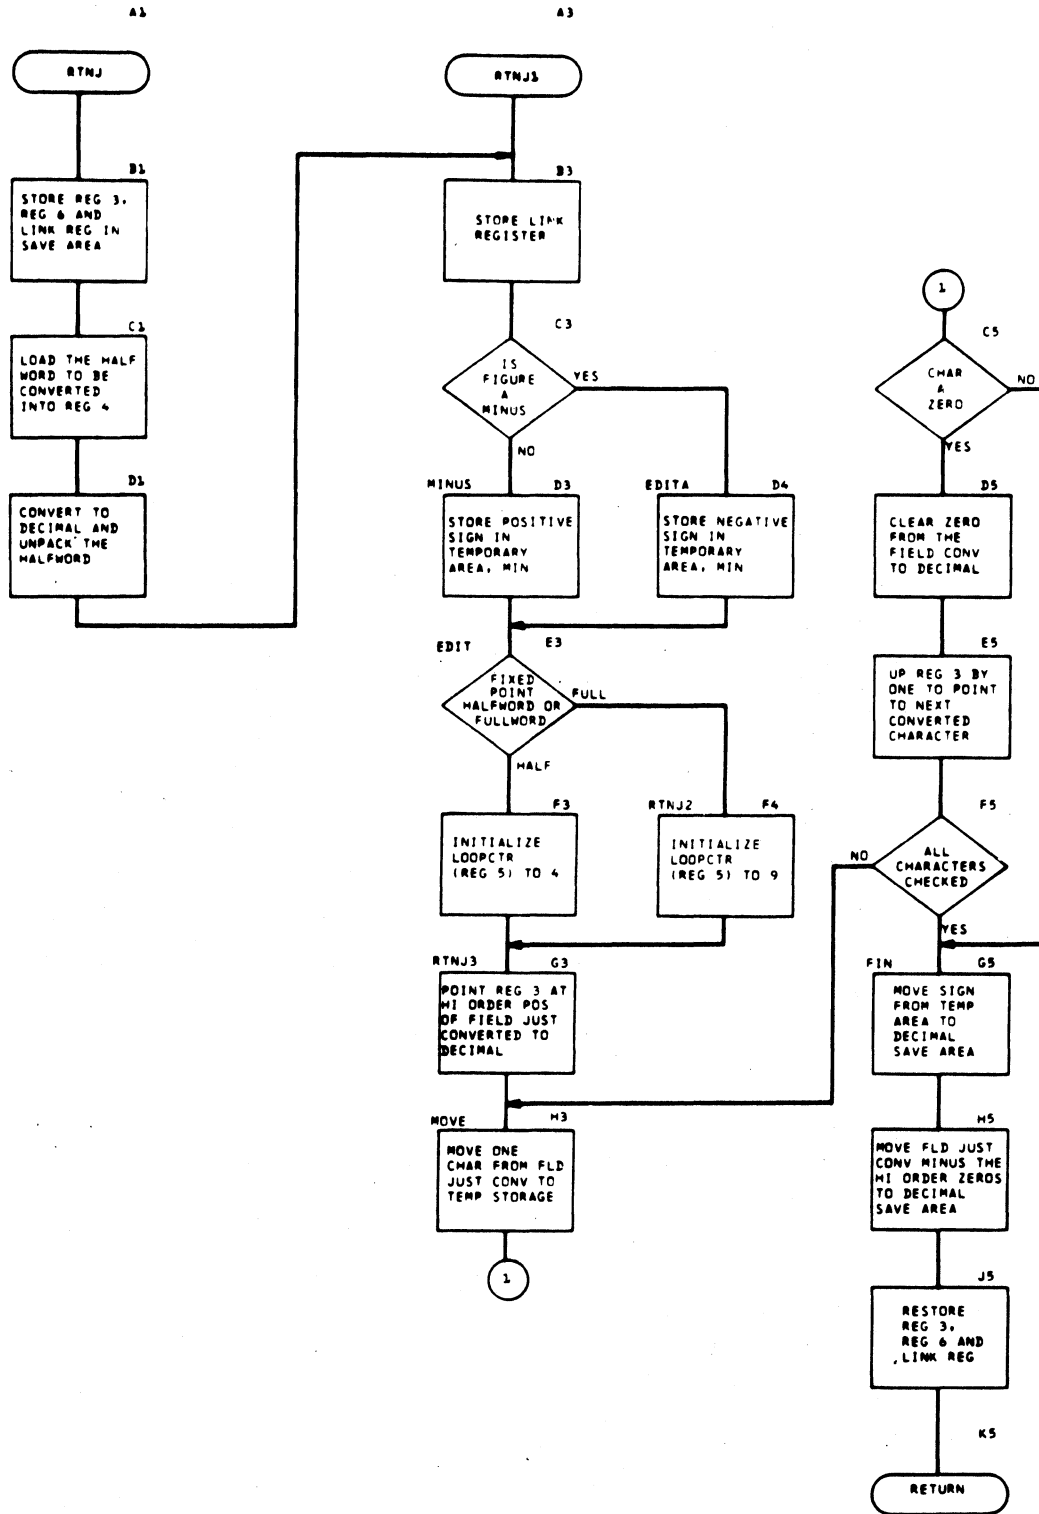 A1
RTNJ
B1
STORE REG 3,
REG 6 AND
LINK REG IN
SAVE AREA
C1
LOAD THE HALF
WORD TO BE
CONVERTED
INTO REG 4
D1
CONVERT TO
DECIMAL AND
UNPACK THE
HALFWORD
A3
RTNJ1
B3
STORE LINK
REGISTER
C3
IS
FIGURE
A
MINUS
YES
NO
MINUS
D3
STORE POSITIVE
SIGN IN
TEMPORARY
AREA, MIN
EDITA
D4
STORE NEGATIVE
SIGN IN
TEMPORARY
AREA, MIN
EDIT
E3
FIXED
POINT
HALFWORD OR
FULLWORD
FULL
HALF
F3
INITIALIZE
LOOPCTR
(REG 5) TO 4
RTNJ2
F4
INITIALIZE
LOOPCTR
(REG 5) TO 9
RTNJ3
G3
POINT REG 3 AT
HI ORDER POS
OF FIELD JUST
CONVERTED TO
DECIMAL
MOVE
H3
MOVE ONE
CHAR FROM FLD
JUST CONV TO
TEMP STORAGE
1
1
C5
CHAR
A
ZERO
NO
YES
D5
CLEAR ZERO
FROM THE
FIELD CONV
TO DECIMAL
E5
UP REG 3 BY
ONE TO POINT
TO NEXT
CONVERTED
CHARACTER
F5
ALL
CHARACTERS
CHECKED
NO
YES
FIN
G5
MOVE SIGN
FROM TEMP
AREA TO
DECIMAL
SAVE AREA
H5
MOVE FLD JUST
CONV MINUS THE
HI ORDER ZEROS
TO DECIMAL
SAVE AREA
J5
RESTORE
REG 3,
REG 6 AND
LINK REG
K5
RETURN